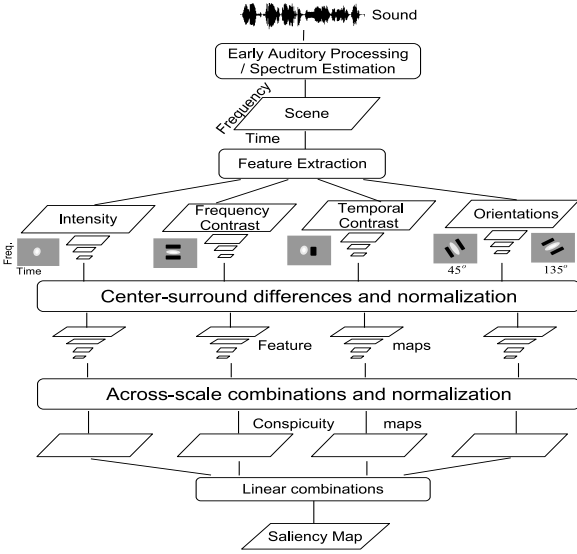 Sound
Early Auditory Processing
/ Spectrum Estimation
Frequency
Scene
Time
Feature Extraction
Intensity
Frequency
Contrast
Temporal
Contrast
Orientations
Freq.
Time
45°
135°
Center-surround differences and normalization
Feature maps
Across-scale combinations and normalization
Conspicuity maps
Linear combinations
Saliency Map